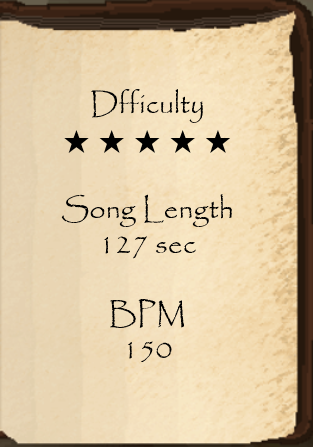 Dfficulty
★ ★ ★ ★ ★
Song Length
127 sec
BPM
150